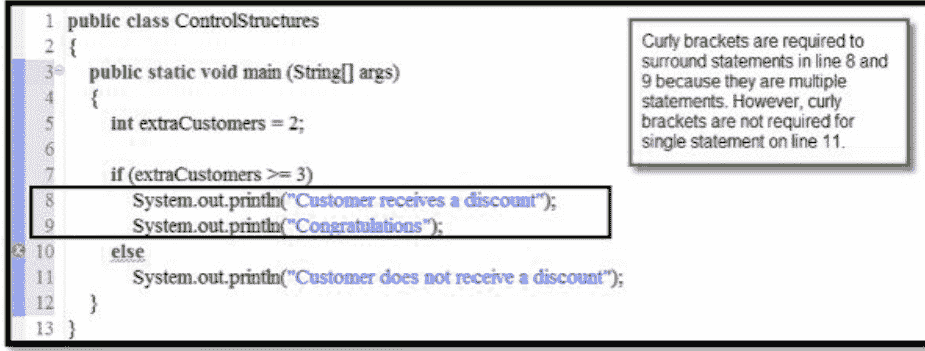 1 public class ControlStructures
2 {
3 public static void main (String[] args)
4 {
5 int extraCustomers = 2;
6
7 if (extraCustomers >= 3)
8 System.out.println("Customer receives a discount");
9 System.out.println("Congratulations");
10 else
11 System.out.println("Customer does not receive a discount");
12 }
13 }
Curly brackets are required to
surround statements in line 8 and
9 because they are multiple
statements. However, curly
brackets are not required for
single statement on line 11.